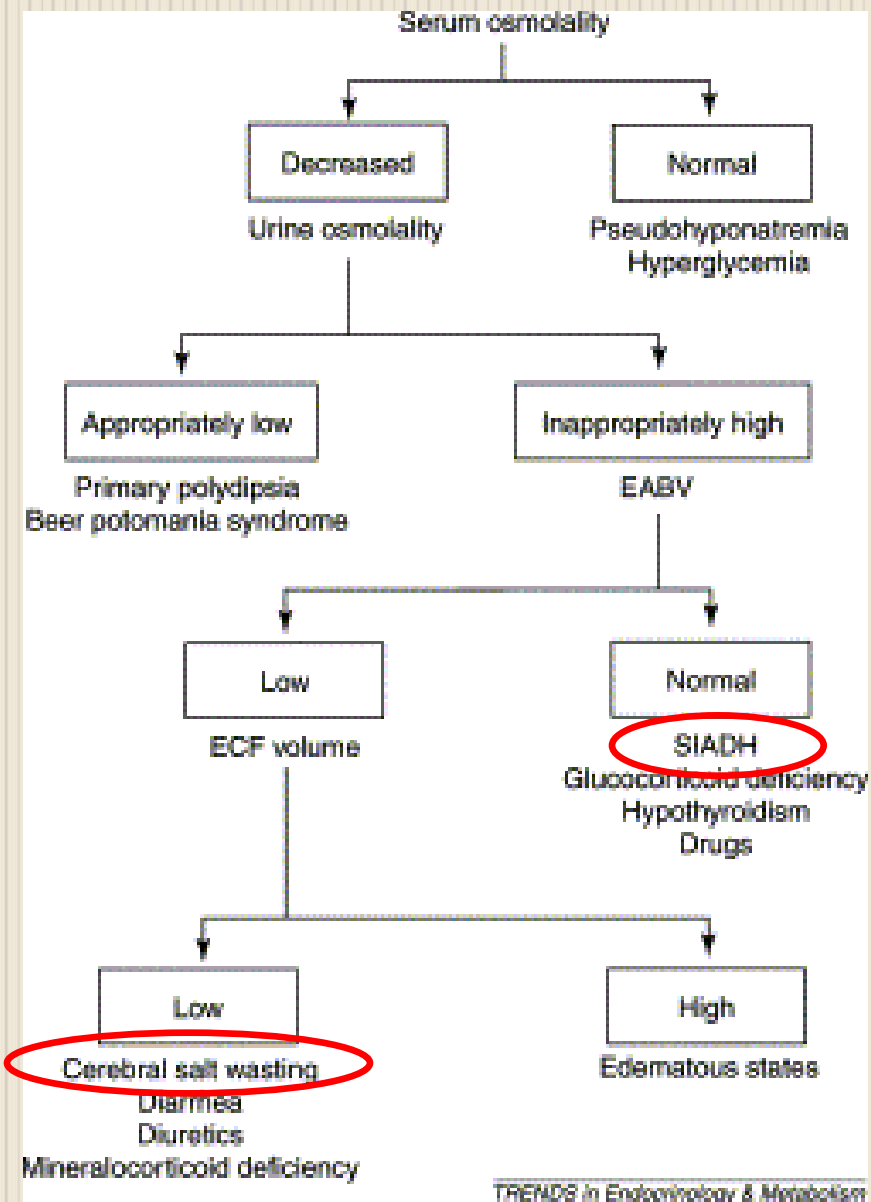 Serum osmolality
Decreased
Normal
Urine osmolality
Pseudohyponatremia
Hyperglycemia
Appropriately low
Inappropriately high
Primary polydipsia
Beer potomania syndrome
EABV
Low
Normal
ECF volume
SIADH
Glucocorticoid deficiency
Hypothyroidism
Drugs
Low
High
Cerebral salt wasting
Diarrhea
Diuretics
Mineralocorticoid deficiency
Edematous states
TRENDS in Endocrinology & Metabolism